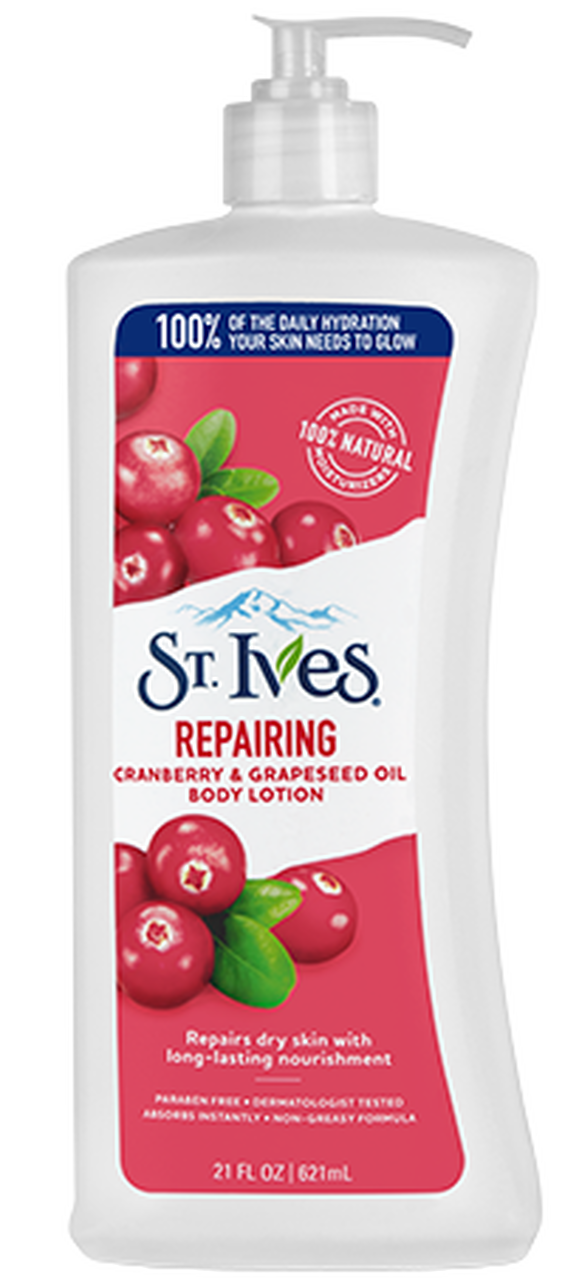 100% OF THE DAILY HYDRATION
YOUR SKIN NEEDS TO GLOW
MADE WITH
100% NATURAL
MOISTURIZERS
ST. Ives
REPAIRING
CRANBERRY & GRAPESEED OIL
BODY LOTION
Repairs dry skin with
long-lasting nourishment
PARABEN FREE • DERMATOLOGIST TESTED
ABSORBS INSTANTLY • NON-GREASY FORMULA
21 FL OZ | 621mL